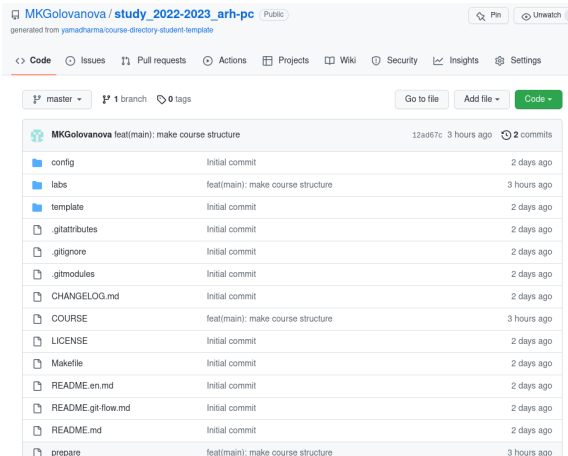 MKGolovanova / study_2022-2023_arh-pc Public Pin Unwatch
generated from yamadharma/course-directory-student-template
Code Issues Pull requests Actions Projects Wiki Security Insights Settings
master 1 branch 0 tags Go to file Add file Code
MKGolovanova feat(main): make course structure 12ad67c 3 hours ago 2 commits
config Initial commit 2 days ago
labs feat(main): make course structure 3 hours ago
template Initial commit 2 days ago
.gitattributes Initial commit 2 days ago
.gitignore Initial commit 2 days ago
.gitmodules Initial commit 2 days ago
CHANGELOG.md Initial commit 2 days ago
COURSE feat(main): make course structure 3 hours ago
LICENSE Initial commit 2 days ago
Makefile Initial commit 2 days ago
README.en.md Initial commit 2 days ago
README.git-flow.md Initial commit 2 days ago
README.md Initial commit 2 days ago
prepare feat(main): make course structure 3 hours ago